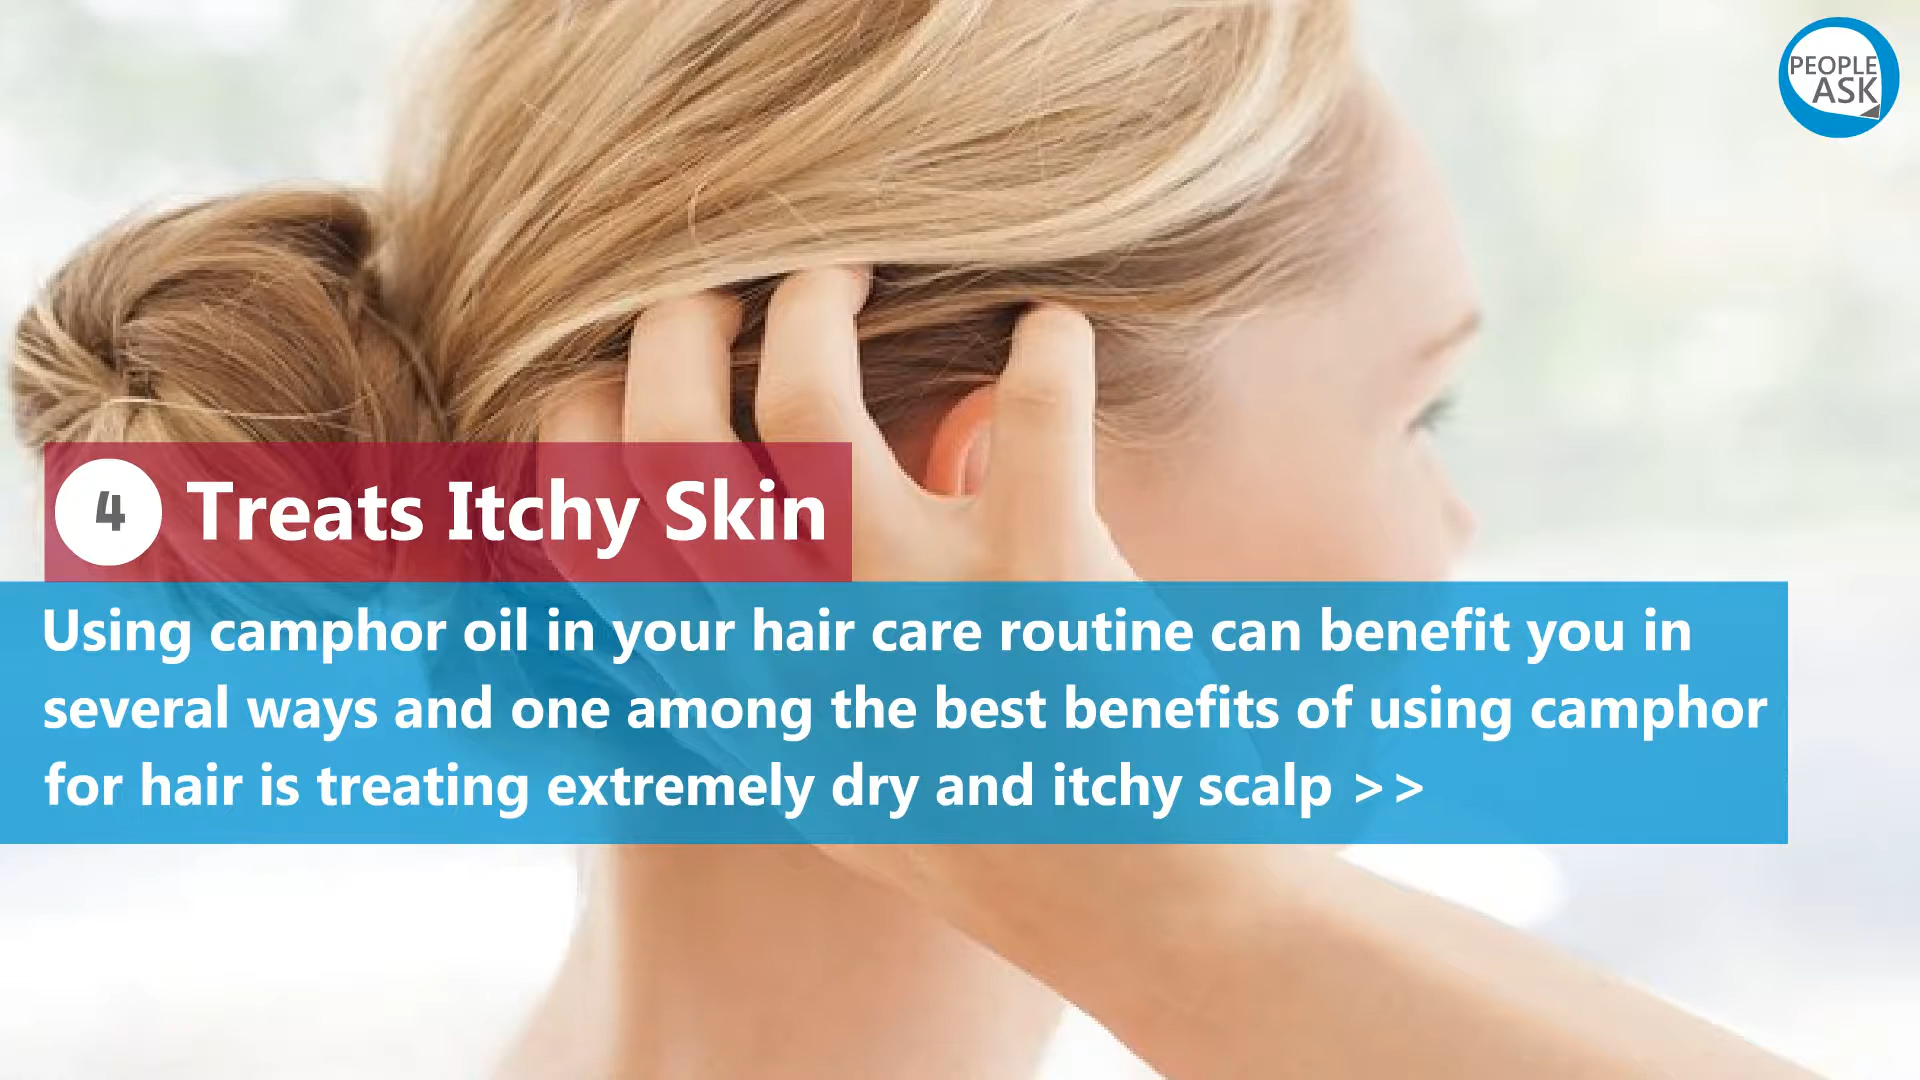 PEOPLE
ASK
4 Treats Itchy Skin
Using camphor oil in your hair care routine can benefit you in
several ways and one among the best benefits of using camphor
for hair is treating extremely dry and itchy scalp >>